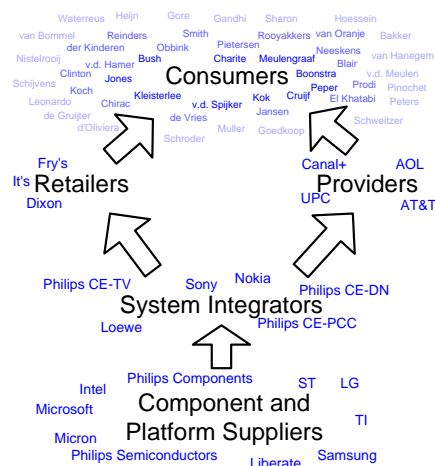 Waterreus Heijn Gore Gandhi Sharon Hoessein
van Bommel Reinders Smith Rooyakkers van Oranje Bakker
der Kinderen Obbink Pietersen Neeskens van Hanegem
Nistelrooij v.d. Hamer Bush Charite Meulengraaf Blair
Clinton Jones Consumers Boonstra v.d. Meulen
Schijvens Koch Kleisterlee Peper Prodi Pinochet
Leonardo Chirac v.d. Spijker Kok Cruijf El Khatabi Peters
de Gruijter de Vries Jansen
d'Oliveira Schroder Muller Goedkoop Schweitzer
Fry's Canal+ AOL
It's Retailers Providers
Dixon UPC AT&T
Philips CE-TV Sony Nokia Philips CE-DN
System Integrators
Loewe Philips CE-PCC
Philips Components ST LG
Intel Component and
Microsoft TI
Micron Platform Suppliers
Philips Semiconductors Liberate Samsung